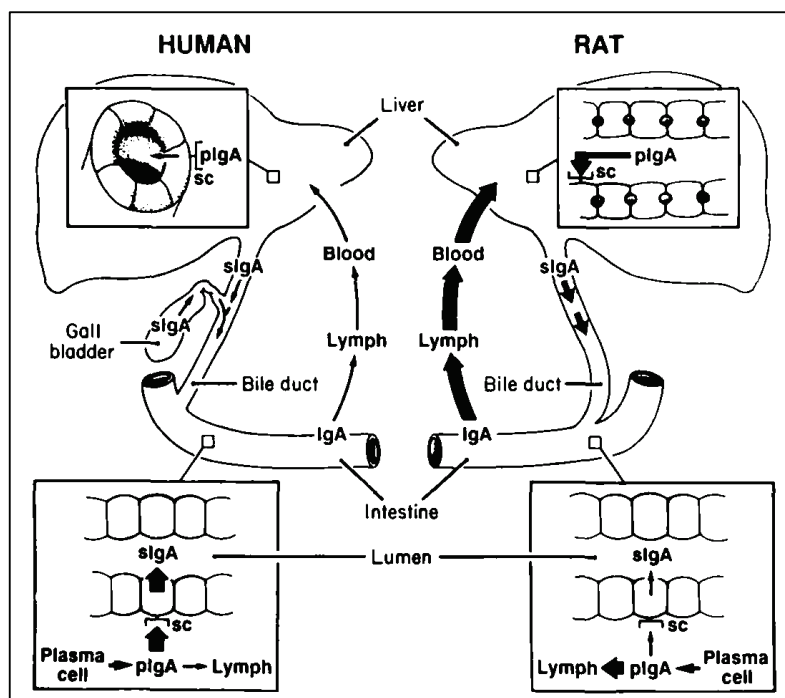 HUMAN
RAT
Liver
pIgA
sc
pIgA
sc
Blood
Blood
sIgA
sIgA
sIgA
Gall
bladder
Lymph
Lymph
Bile duct
Bile duct
IgA
IgA
Intestine
sIgA
Lumen
sIgA
sc
sc
Plasma
cell
pIgA
Lymph
Lymph
pIgA
Plasma
cell